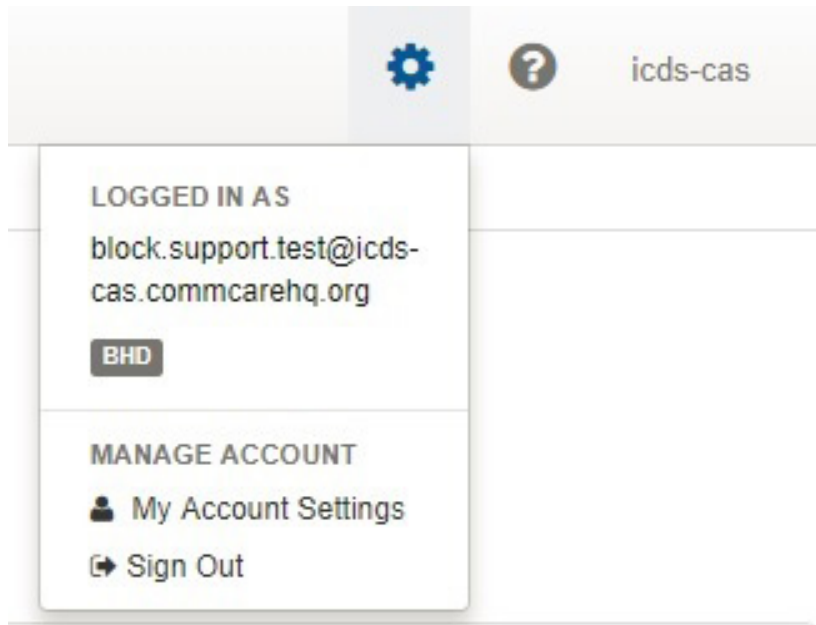 icds-cas
LOGGED IN AS
block.support.test@icds-
cas.commcarehq.org
BHD
MANAGE ACCOUNT
My Account Settings
Sign Out